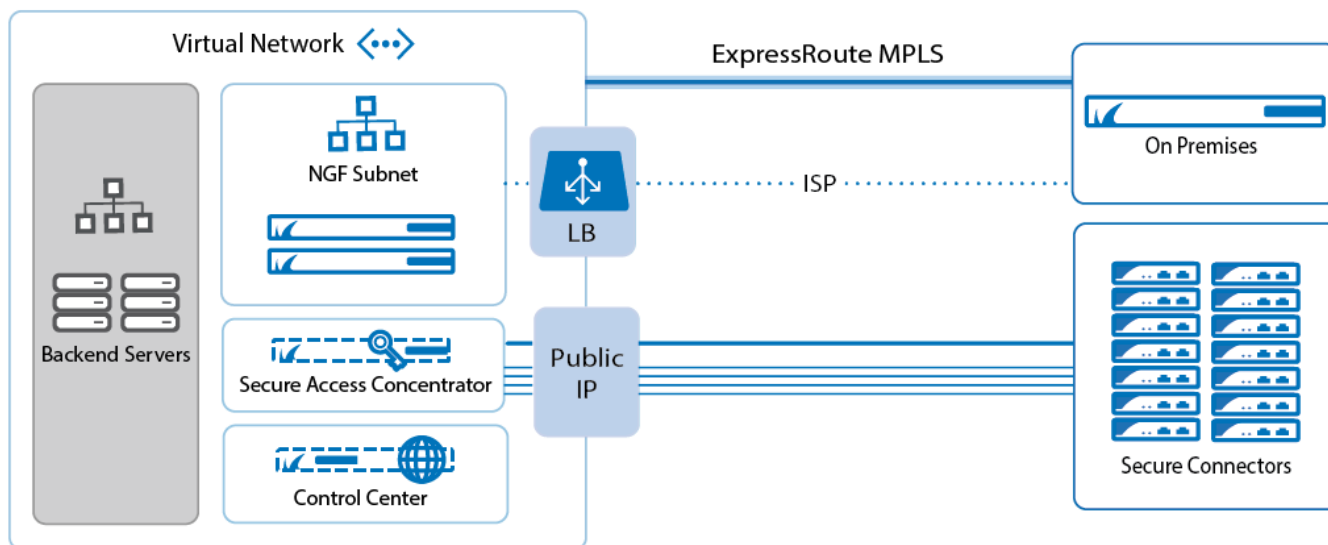 Virtual Network
ExpressRoute MPLS
On Premises
NGF Subnet
ISP
LB
Backend Servers
Secure Access Concentrator
Public
IP
Control Center
Secure Connectors